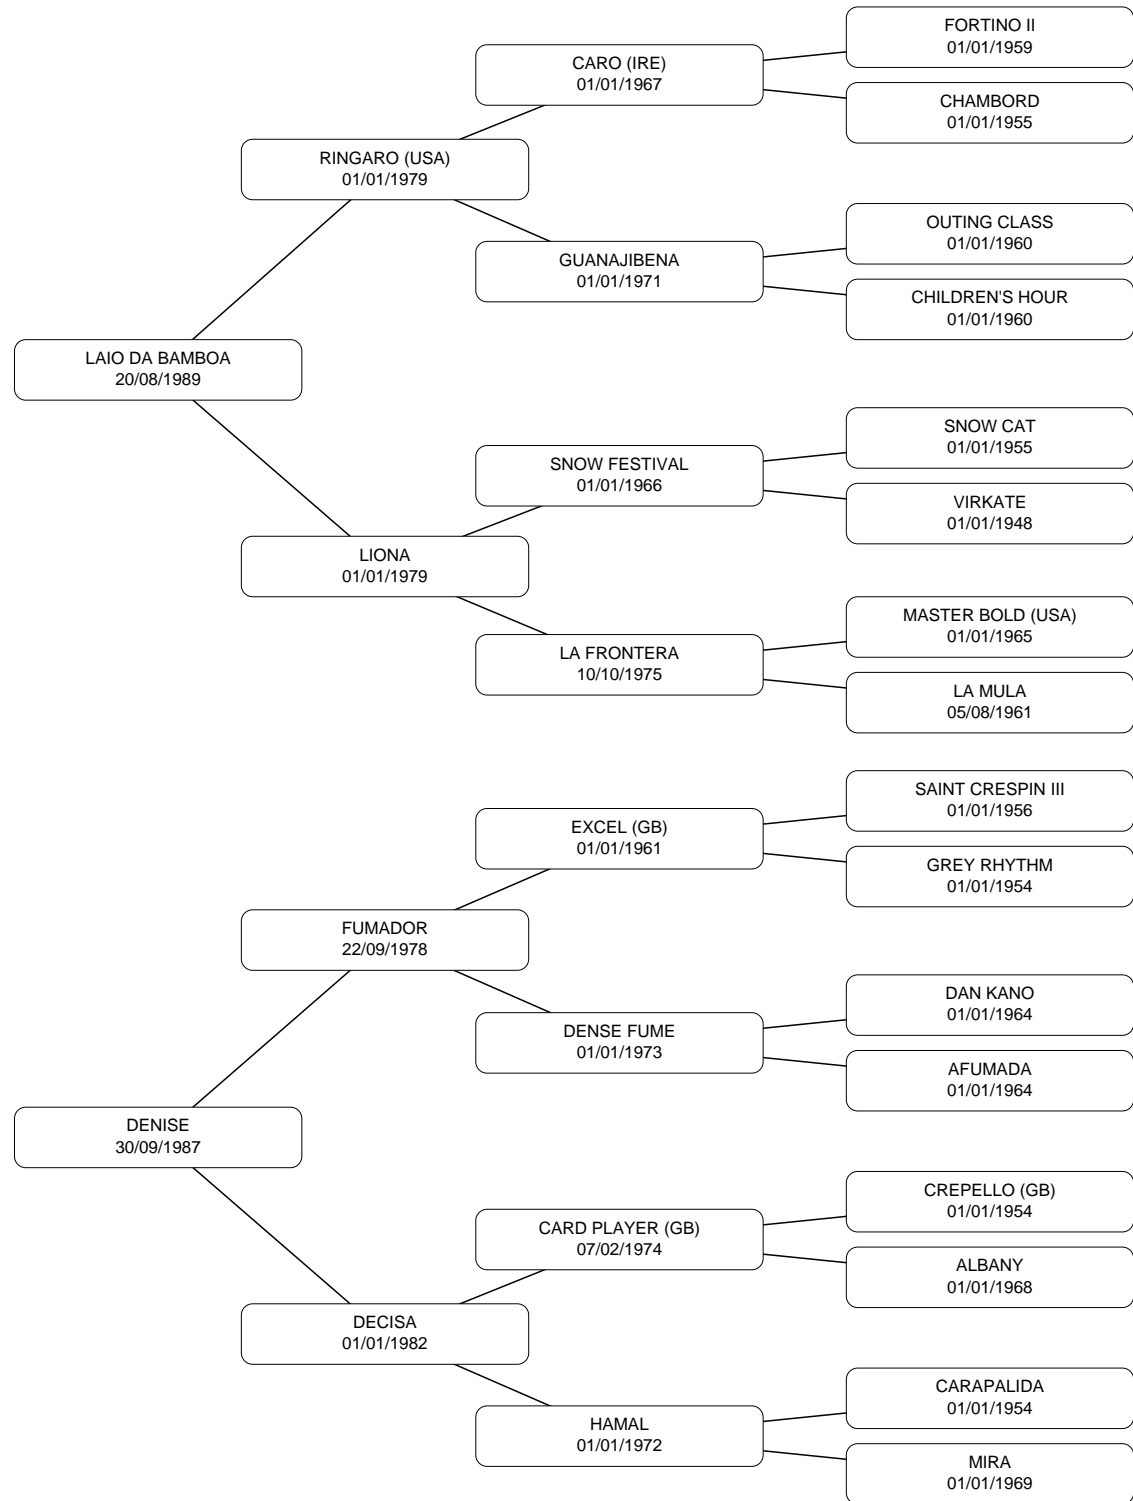 FORTINO II
01/01/1959
CARO (IRE)
01/01/1967
CHAMBORD
01/01/1955
RINGARO (USA)
01/01/1979
OUTING CLASS
01/01/1960
GUANAJIBENA
01/01/1971
CHILDREN'S HOUR
01/01/1960
LAIO DA BAMBOA
20/08/1989
SNOW CAT
01/01/1955
SNOW FESTIVAL
01/01/1966
VIRKATE
01/01/1948
LIONA
01/01/1979
MASTER BOLD (USA)
01/01/1965
LA FRONTERA
10/10/1975
LA MULA
05/08/1961
SAINT CRESPIN III
01/01/1956
EXCEL (GB)
01/01/1961
GREY RHYTHM
01/01/1954
FUMADOR
22/09/1978
DAN KANO
01/01/1964
DENSE FUME
01/01/1973
AFUMADA
01/01/1964
DENISE
30/09/1987
CREPELLO (GB)
01/01/1954
CARD PLAYER (GB)
07/02/1974
ALBANY
01/01/1968
DECISA
01/01/1982
CARAPALIDA
01/01/1954
HAMAL
01/01/1972
MIRA
01/01/1969